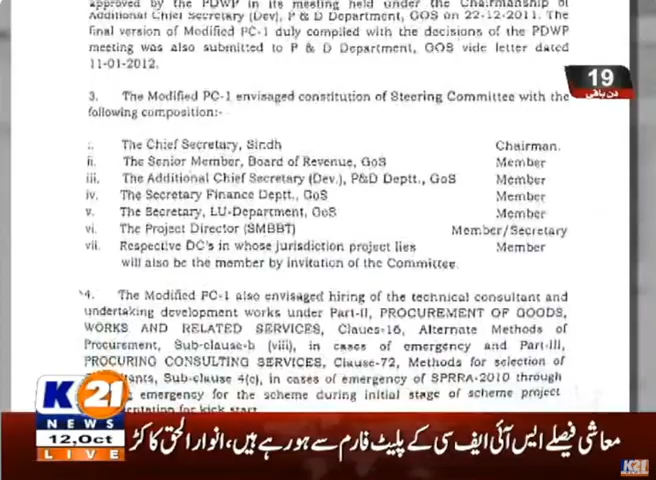 approved by the PDWP in its meeting held under the Chairmanship of
Additional Chief Secretary (Dev), P & D Department, GOS on 22-12-2011. The
final version of Modified PC-1 duly complied with the decisions of the PDWP
meeting was also submitted to P & D Department, GOS vide letter dated
11-01-2012.
19
دن باقی
3. The Modified PC-1 envisaged constitution of Steering Committee with the
following composition:-
i. The Chief Secretary, Sindh Chairman.
ii. The Senior Member, Board of Revenue, GoS Member
iii. The Additional Chief Secretary (Dev.), P&D Deptt., GoS Member
iv. The Secretary Finance Deptt., GoS Member
v. The Secretary, LU-Department, GoS Member
vi. The Project Director (SMBBT) Member/Secretary
vii. Respective DC's in whose jurisdiction project lies Member
will also be the member by invitation of the Committee.
4. The Modified PC-1 also envisaged hiring of the technical consultant and
undertaking development works under Part-II, PROCUREMENT OF GOODS,
WORKS AND RELATED SERVICES, Claues-16, Alternate Methods of
Procurement, Sub-clause-b (viii), in cases of emergency and Part-III,
PROCURING CONSULTING SERVICES, Clause-72, Methods for selection of
Sub-clause 4(c), in cases of emergency of SPRRA-2010 through
emergency for the scheme during initial stage of scheme project
for kick start
K21
NEWS
12,Oct
LIVE
معاشی فیصلے ایس آئی ایف سی کے پلیٹ فارم سے ہو رہے ہیں، انوار الحق کاکڑ
K21
NEWS